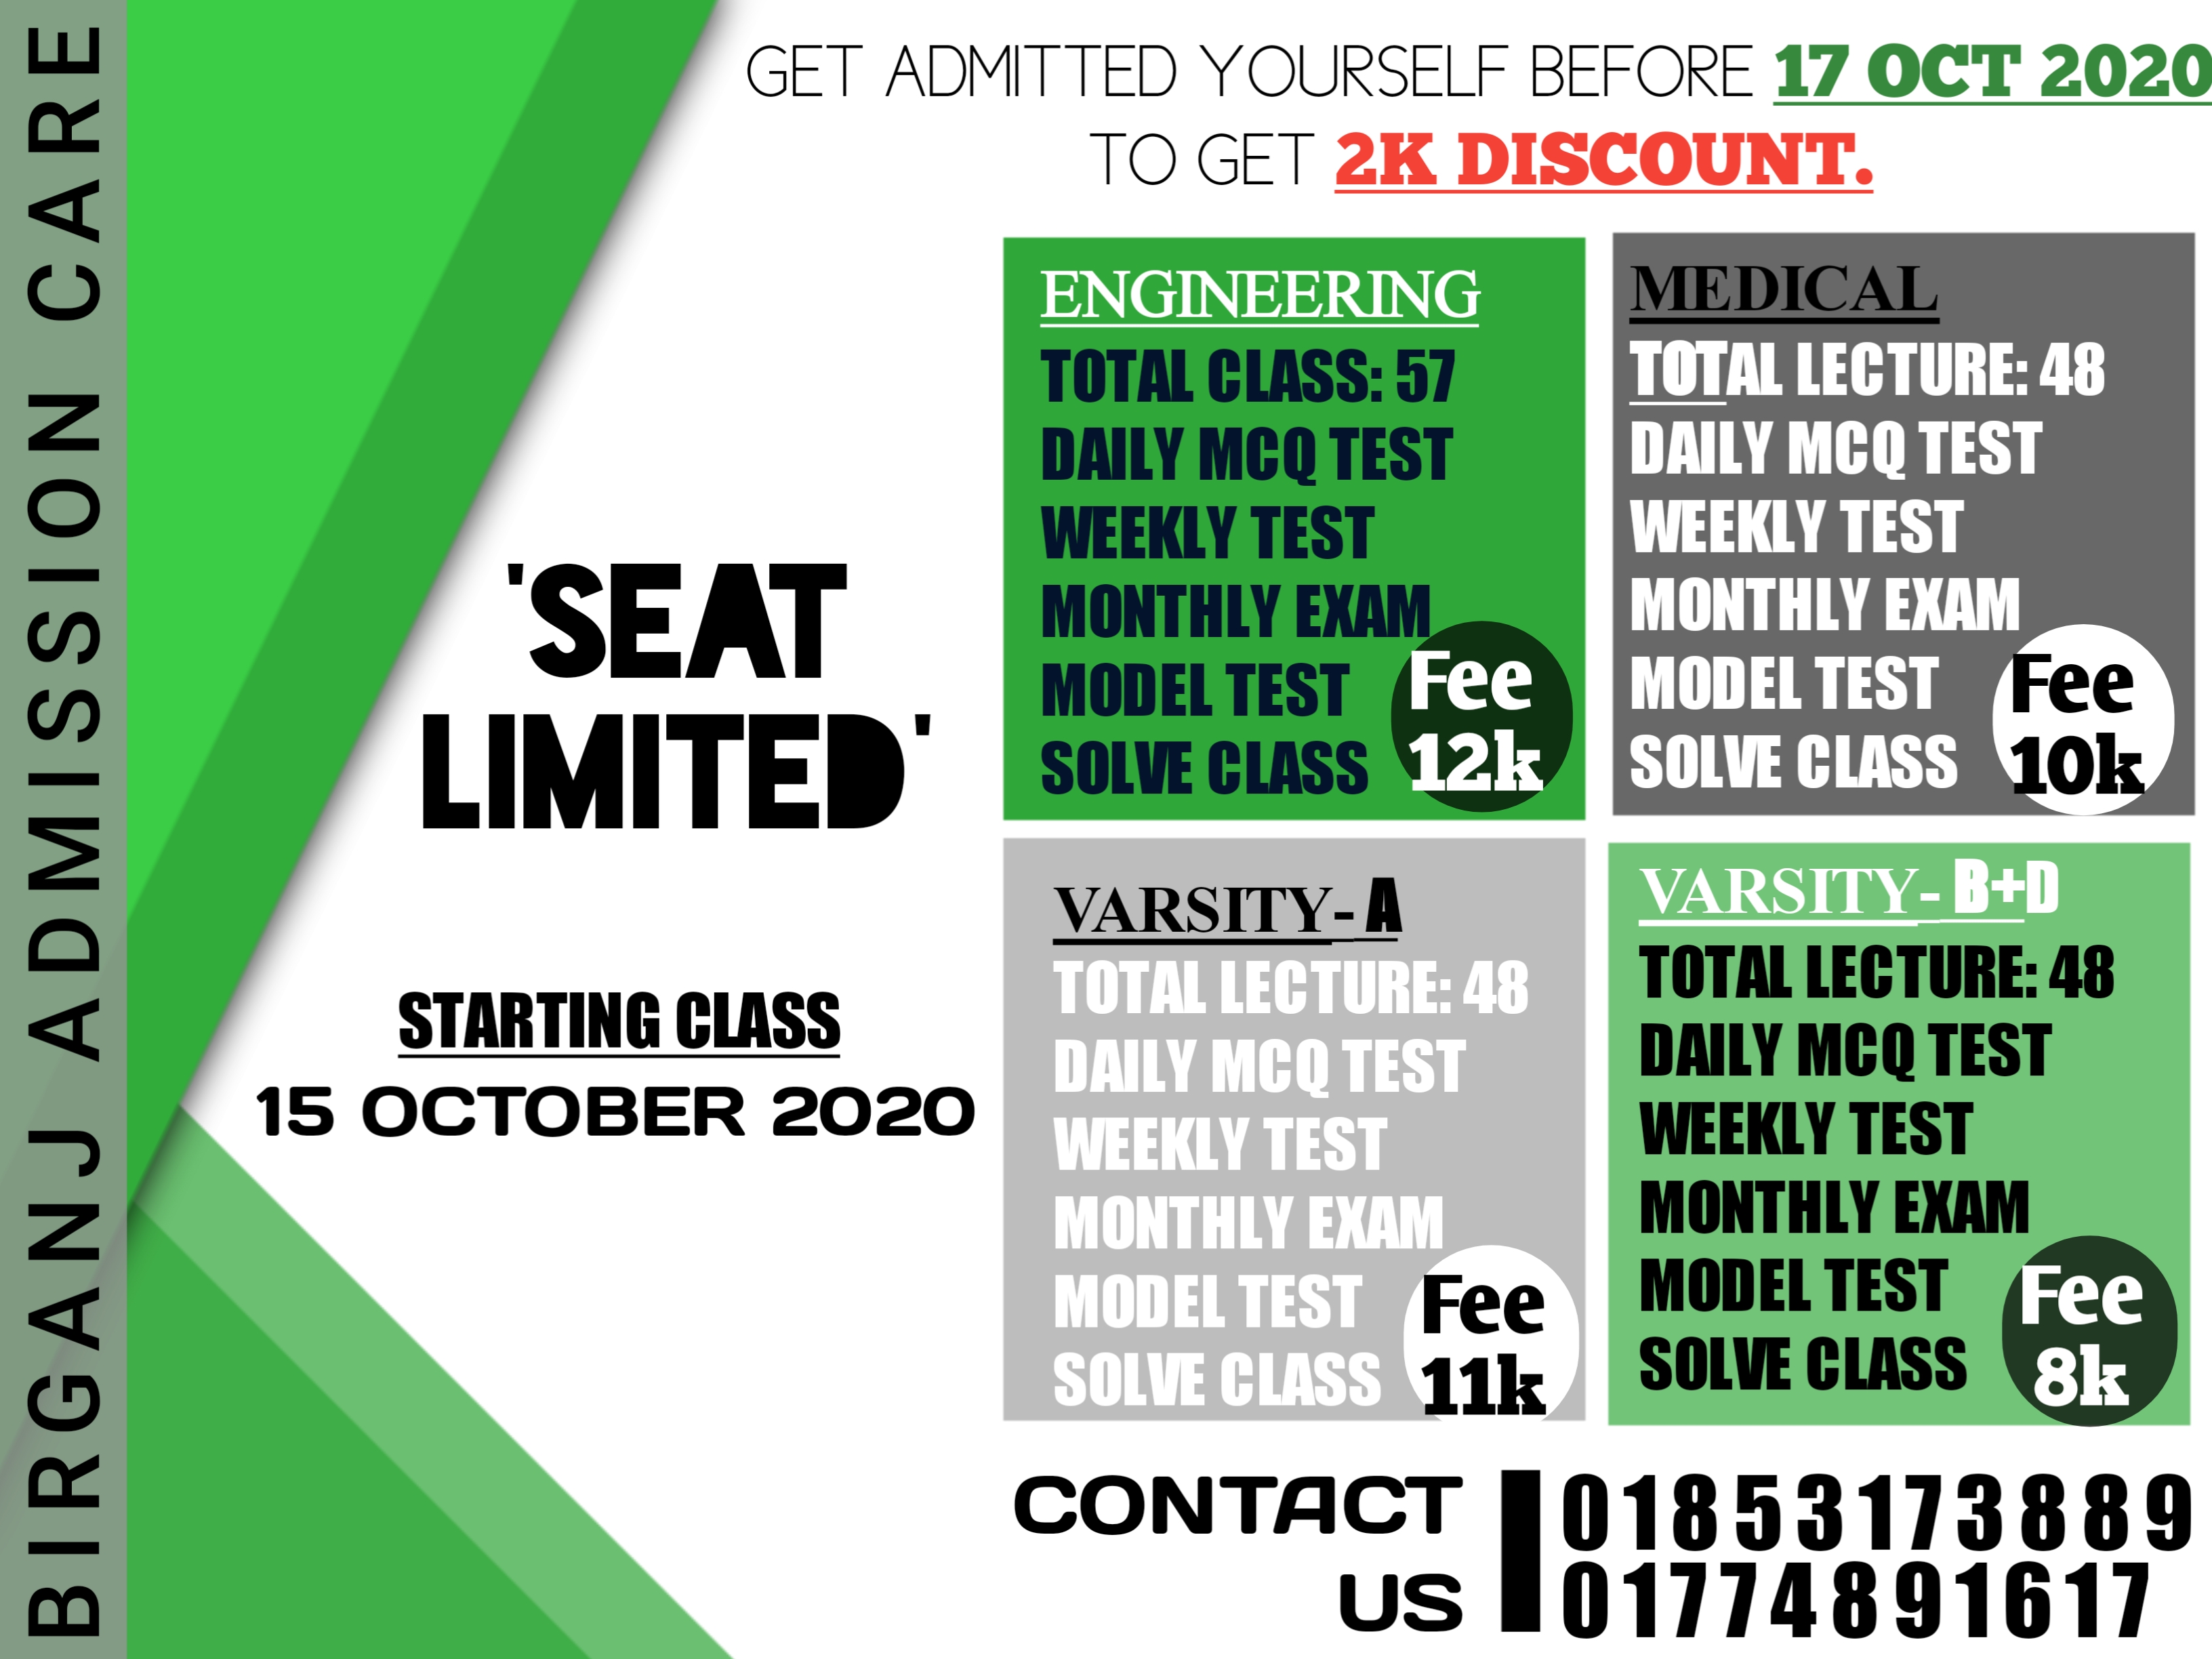 BIRGANJ ADMISSION CARE
GET ADMITTED YOURSELF BEFORE 17 OCT 2020
TO GET 2K DISCOUNT.
'SEAT
LIMITED'
STARTING CLASS
15 OCTOBER 2020
ENGINEERING
TOTAL CLASS: 57
DAILY MCQ TEST
WEEKLY TEST
MONTHLY EXAM
MODEL TEST
SOLVE CLASS
Fee
12k
MEDICAL
TOTAL LECTURE: 48
DAILY MCQ TEST
WEEKLY TEST
MONTHLY EXAM
MODEL TEST
SOLVE CLASS
Fee
10k
VARSITY- A
TOTAL LECTURE: 48
DAILY MCQ TEST
WEEKLY TEST
MONTHLY EXAM
MODEL TEST
SOLVE CLASS
Fee
11k
VARSITY- B+D
TOTAL LECTURE: 48
DAILY MCQ TEST
WEEKLY TEST
MONTHLY EXAM
MODEL TEST
SOLVE CLASS
Fee
8k
CONTACT
US
01853173889
01774891617